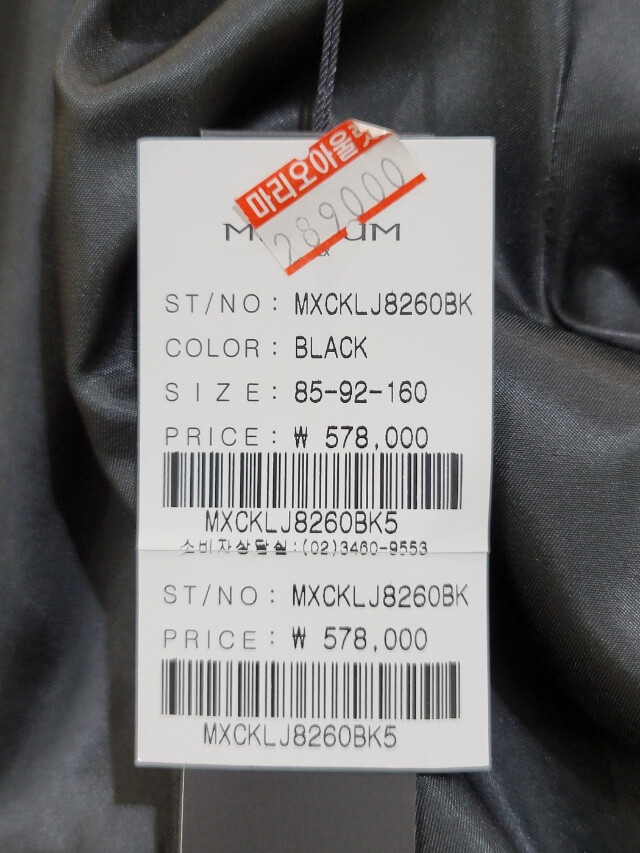 마리오아울렛
289000
ST/NO: MXCKLJ8260BK
COLOR: BLACK
SIZE: 85-92-160
PRICE: ₩ 578,000
MXCKLJ8260BK5
소비자상담실:(02)3460-9553
ST/NO: MXCKLJ8260BK
PRICE: ₩ 578,000
MXCKLJ8260BK5